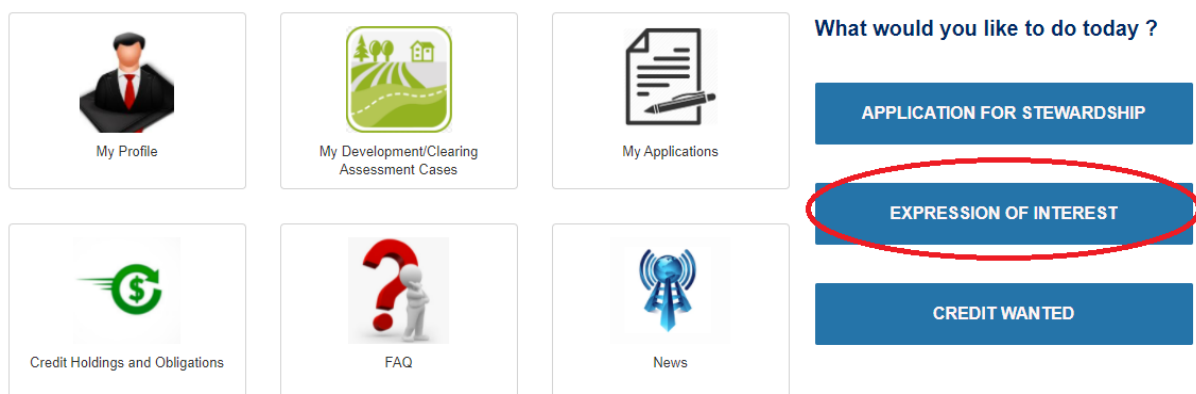 My Profile
My Development/Clearing
Assessment Cases
My Applications
Credit Holdings and Obligations
FAQ
News
What would you like to do today ?
APPLICATION FOR STEWARDSHIP
EXPRESSION OF INTEREST
CREDIT WANTED